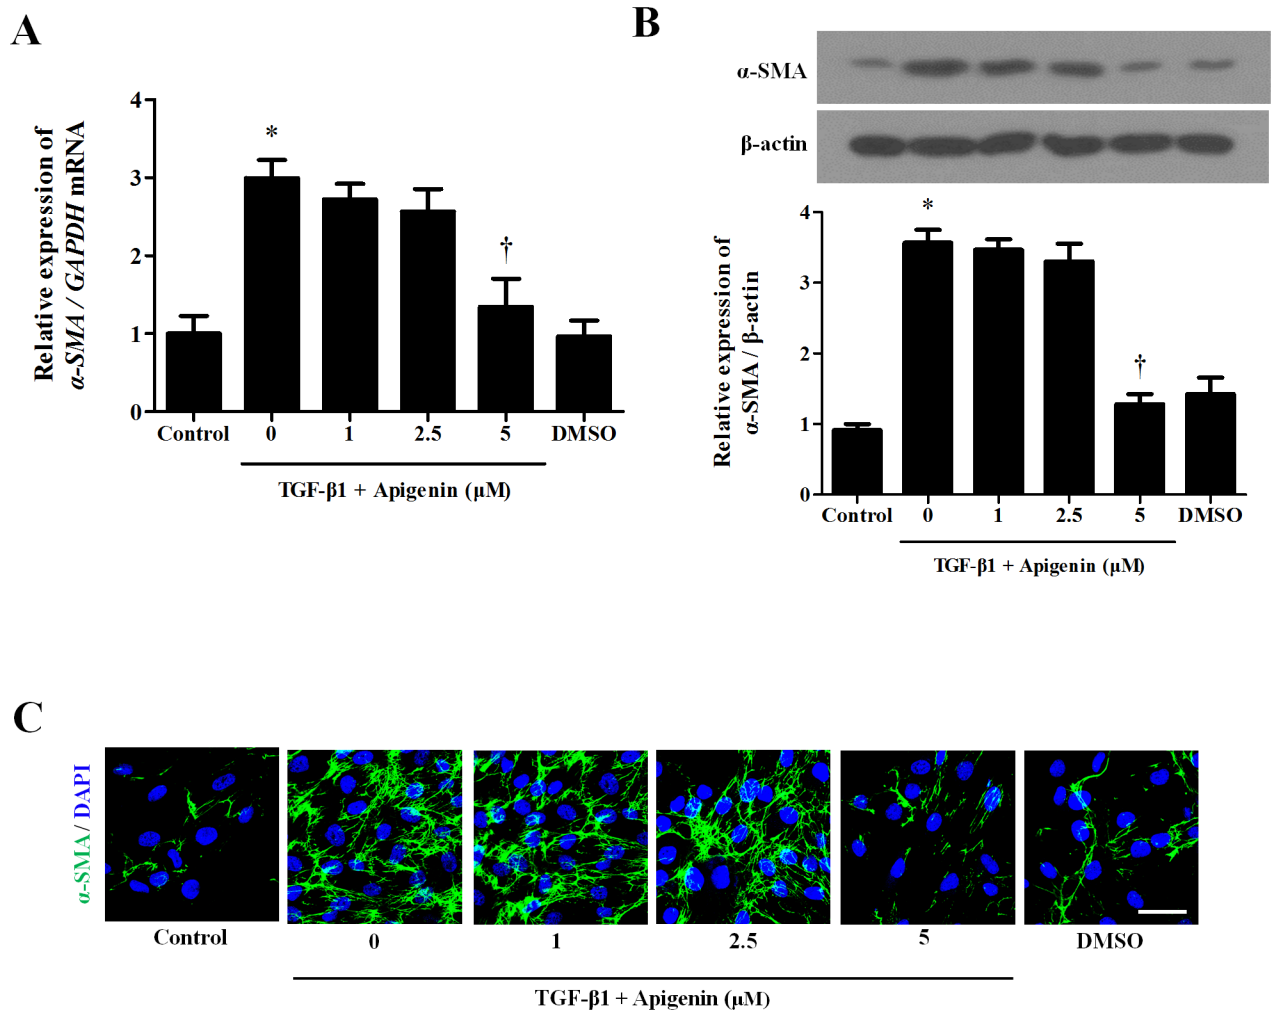 A
Relative expression of
α-SMA / GAPDH mRNA
4
3
2
1
0
*
†
Control
0
1
2.5
5
DMSO
TGF-β1 + Apigenin (μM)
B
α-SMA
β-actin
Relative expression of
α-SMA / β-actin
4
3
2
1
0
*
†
Control
0
1
2.5
5
DMSO
TGF-β1 + Apigenin (μM)
C
α-SMA / DAPI
Control
0
1
2.5
5
DMSO
TGF-β1 + Apigenin (μM)